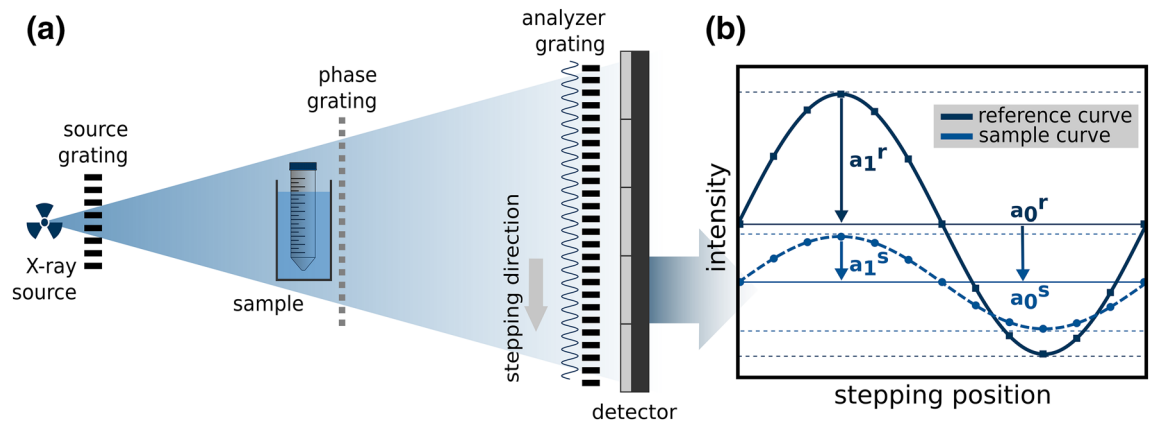 (a)
analyzer
grating
phase
grating
source
grating
X-ray
source
sample
stepping direction
detector
(b)
reference curve
sample curve
a₁ʳ
a₀ʳ
a₁ˢ
a₀ˢ
intensity
stepping position